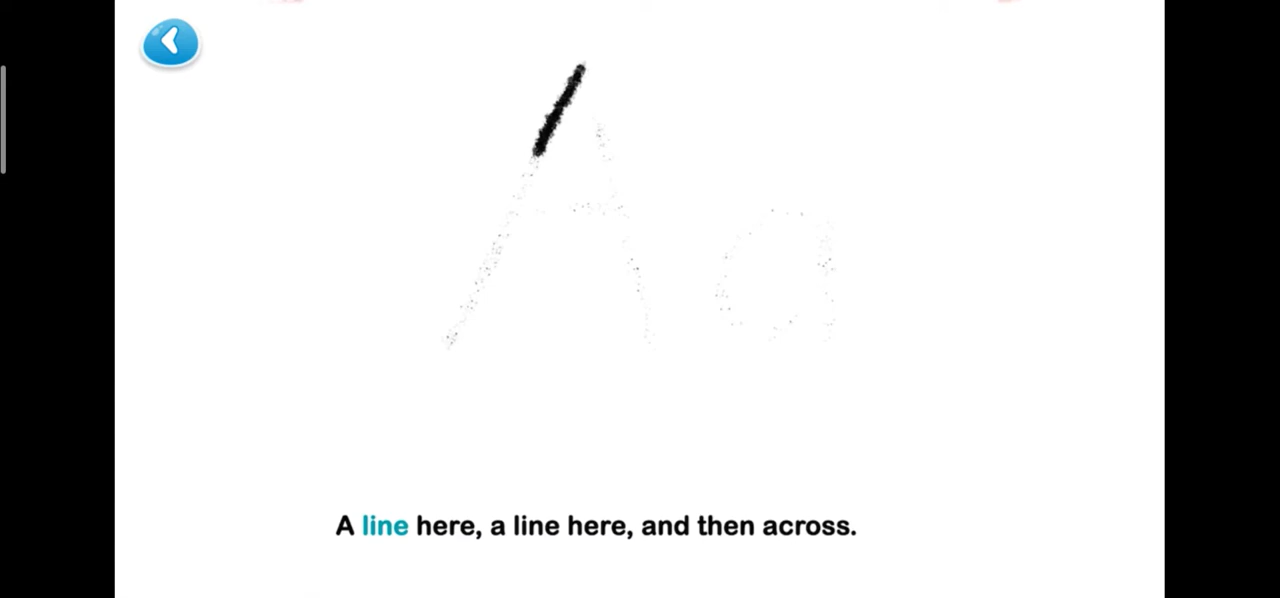 A a
A line here, a line here, and then across.